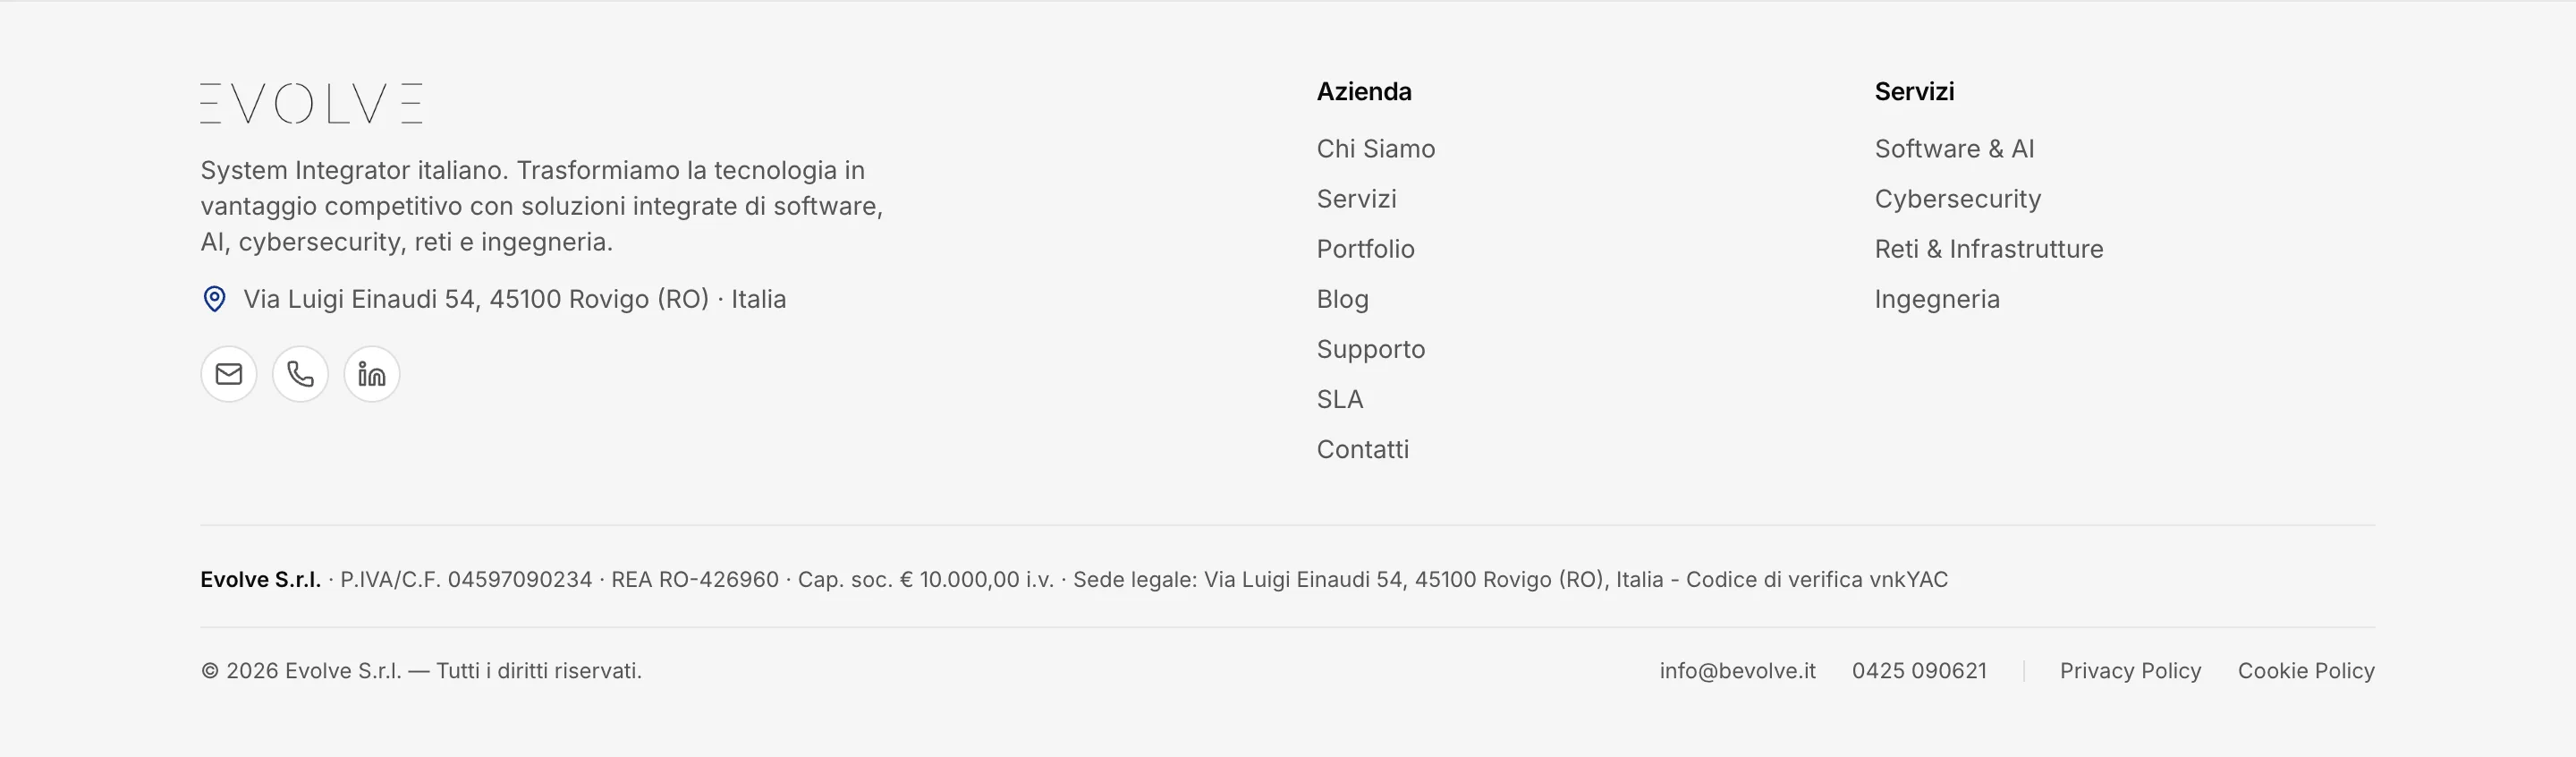 EVOLVE
System Integrator italiano. Trasformiamo la tecnologia in
vantaggio competitivo con soluzioni integrate di software,
AI, cybersecurity, reti e ingegneria.
Via Luigi Einaudi 54, 45100 Rovigo (RO) · Italia
in
Azienda
Chi Siamo
Servizi
Portfolio
Blog
Supporto
SLA
Contatti
Servizi
Software & AI
Cybersecurity
Reti & Infrastrutture
Ingegneria
Evolve S.r.l. · P.IVA/C.F. 04597090234 · REA RO-426960 · Cap. soc. € 10.000,00 i.v. · Sede legale: Via Luigi Einaudi 54, 45100 Rovigo (RO), Italia - Codice di verifica vnkYAC
© 2026 Evolve S.r.l. — Tutti i diritti riservati.
info@bevolve.it 0425 090621 Privacy Policy Cookie Policy